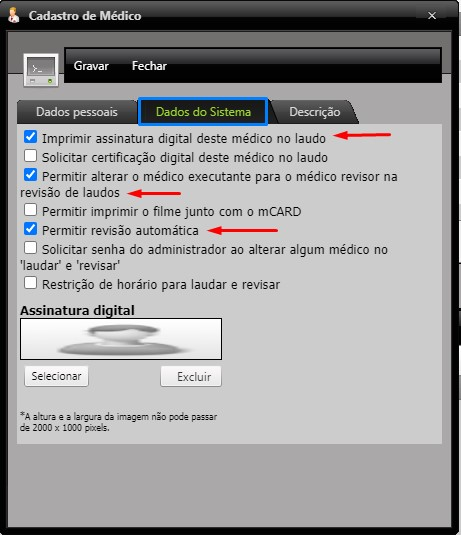 Cadastro de Médico
Gravar Fechar
Dados pessoais Dados do Sistema Descrição
Imprimir assinatura digital deste médico no laudo
Solicitar certificação digital deste médico no laudo
Permitir alterar o médico executante para o médico revisor na
revisão de laudos
Permitir imprimir o filme junto com o mCARD
Permitir revisão automática
Solicitar senha do administrador ao alterar algum médico no
'laudar' e 'revisar'
Restrição de horário para laudar e revisar
Assinatura digital
Selecionar Excluir
*A altura e a largura da imagem não pode passar
de 2000 x 1000 pixels.